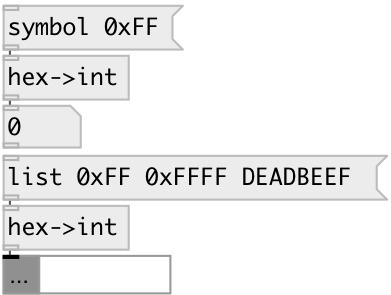 symbol 0xFF
hex->int
0
list 0xFF 0xFFFF DEADBEEF
hex->int
...